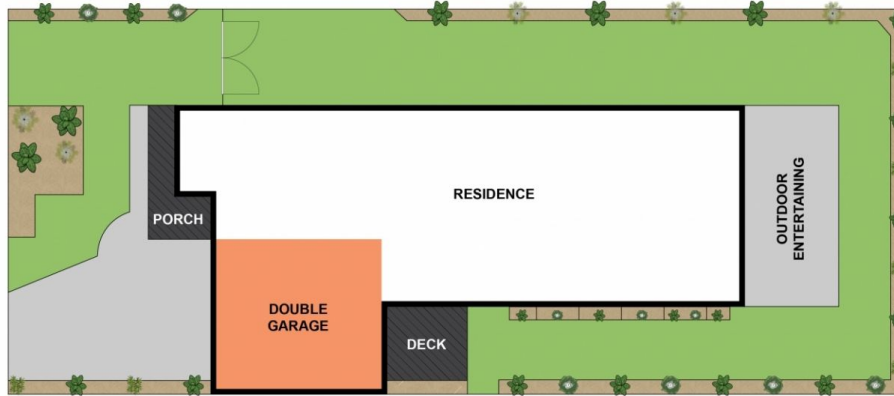 RESIDENCE
PORCH
OUTDOOR
ENTERTAINING
DOUBLE
GARAGE
DECK